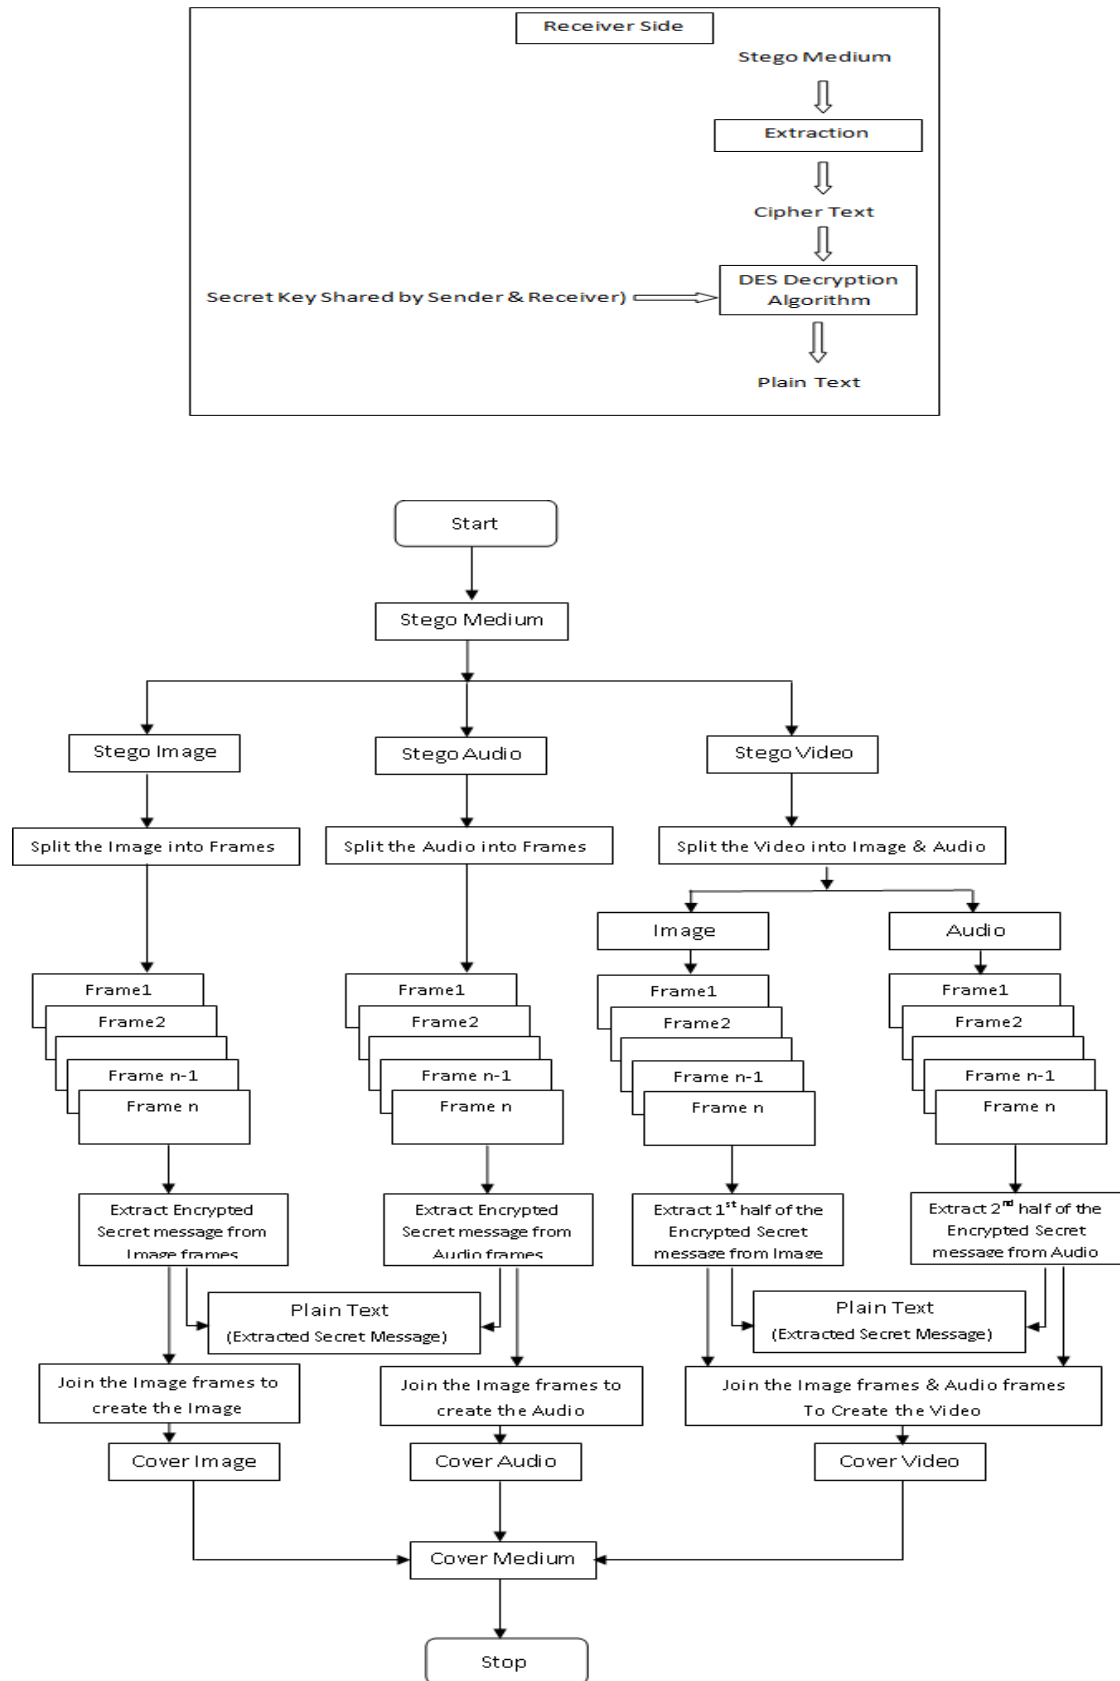 Receiver Side
Stego Medium
Extraction
Cipher Text
DES Decryption
Algorithm
Secret Key Shared by Sender & Receiver)
Plain Text
Start
Stego Medium
Stego Image
Stego Audio
Stego Video
Split the Image into Frames
Split the Audio into Frames
Split the Video into Image & Audio
Image
Audio
Frame1
Frame2
Frame n-1
Frame n
Frame1
Frame2
Frame n-1
Frame n
Frame1
Frame2
Frame n-1
Frame n
Frame1
Frame2
Frame n-1
Frame n
Extract Encrypted
Secret message from
Image frames
Extract Encrypted
Secret message from
Audio frames
Extract 1st half of the
Encrypted Secret
message from Image
Extract 2nd half of the
Encrypted Secret
message from Audio
Plain Text
(Extracted Secret Message)
Plain Text
(Extracted Secret Message)
Join the Image frames to
create the Image
Join the Image frames to
create the Audio
Join the Image frames & Audio frames
To Create the Video
Cover Image
Cover Audio
Cover Video
Cover Medium
Stop